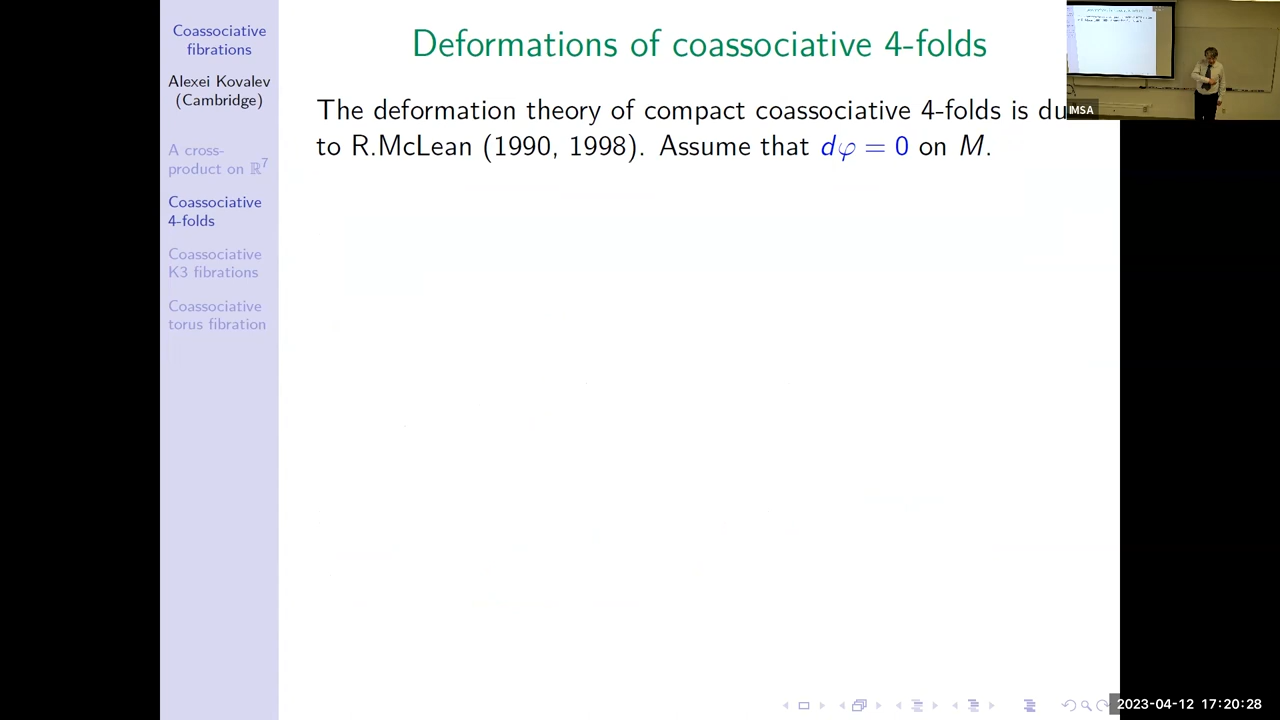 Coassociative
fibrations
Alexei Kovalev
(Cambridge)
A cross-
product on ℝ⁷
Coassociative
4-folds
Coassociative
K3 fibrations
Coassociative
torus fibration
Deformations of coassociative 4-folds
The deformation theory of compact coassociative 4-folds is du
to R.McLean (1990, 1998). Assume that dφ = 0 on M.
IMSA
2023-04-12 17:20:28